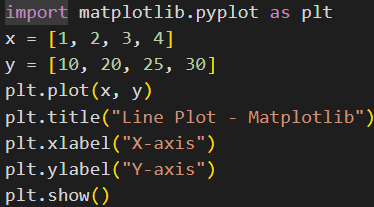 import matplotlib.pyplot as plt
x = [1, 2, 3, 4]
y = [10, 20, 25, 30]
plt.plot(x, y)
plt.title("Line Plot - Matplotlib")
plt.xlabel("X-axis")
plt.ylabel("Y-axis")
plt.show()